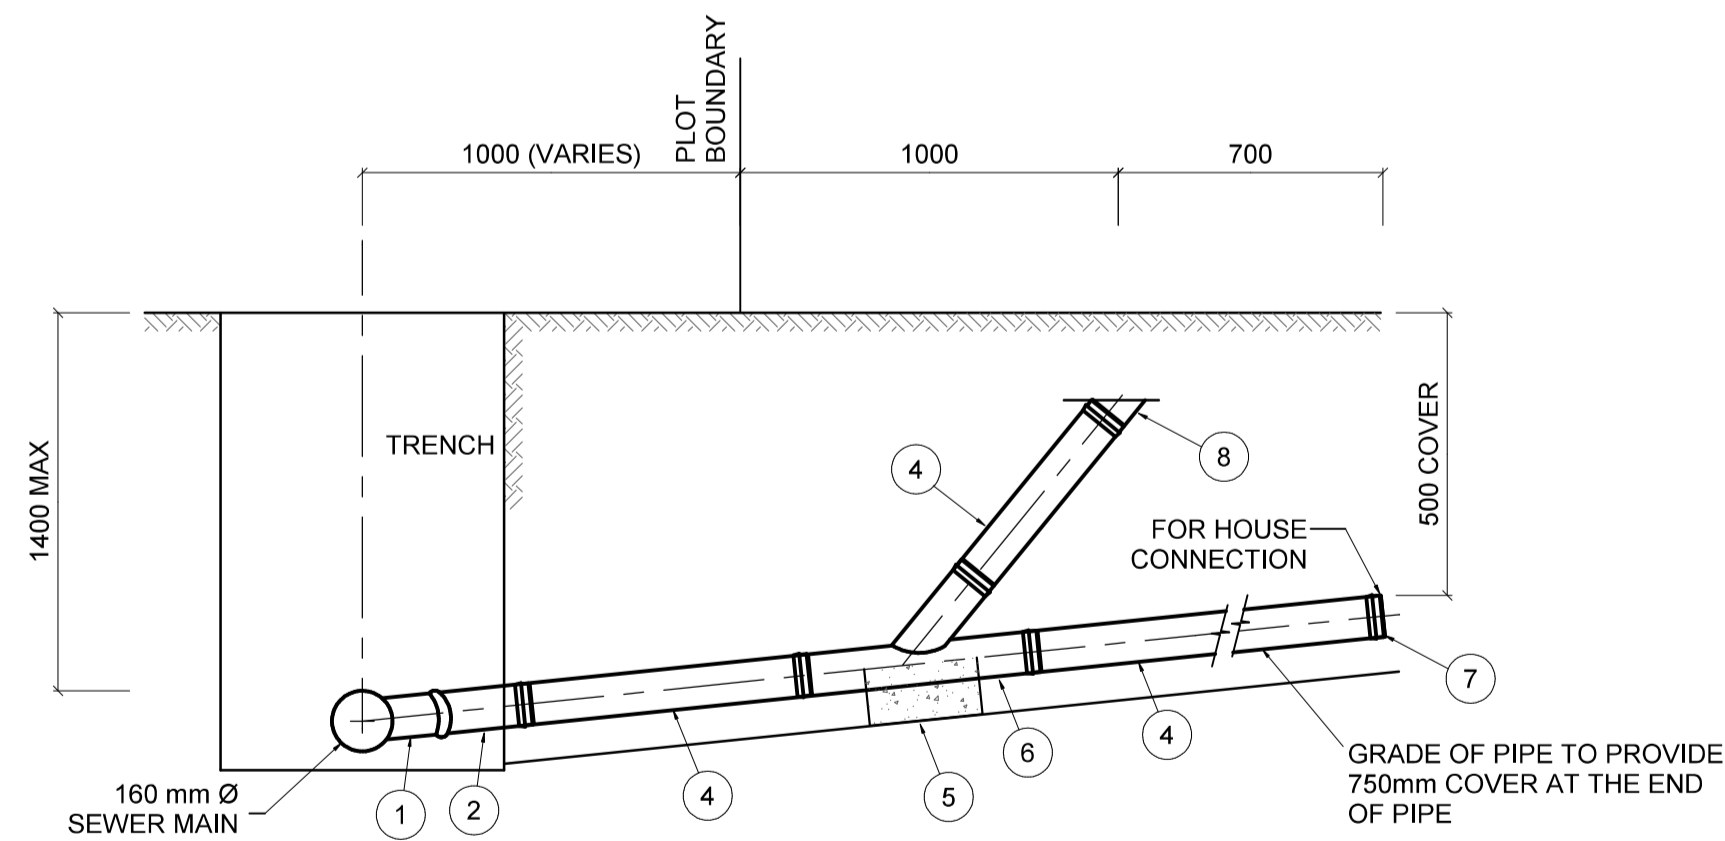 PLOT
BOUNDARY
1000 (VARIES)
1000
700
1400 MAX
TRENCH
500 COVER
4
8
FOR HOUSE
CONNECTION
7
6
4
GRADE OF PIPE TO PROVIDE
750mm COVER AT THE END
OF PIPE
160 mm Ø
SEWER MAIN
1
2
4
5